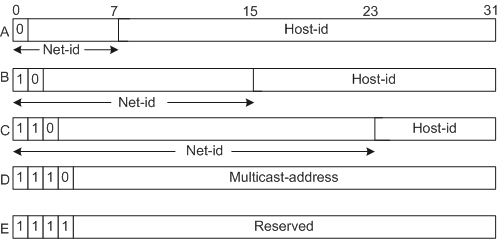 0 7 15 23 31
A 0 Host-id
Net-id
B 1 0 Host-id
Net-id
C 1 1 0 Host-id
Net-id
D 1 1 1 0 Multicast-address
E 1 1 1 1 Reserved